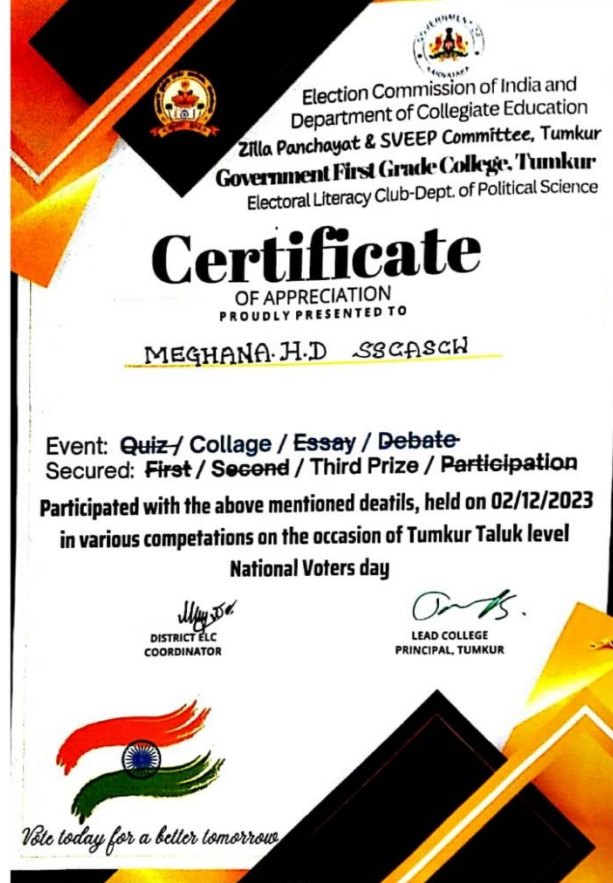 GOVERNMENT OF
KARNATAKA
Election Commission of India and
Department of Collegiate Education
Zilla Panchayat & SVEEP Committee, Tumkur
Government First Grade College, Tumkur
Electoral Literacy Club-Dept. of Political Science
Certificate
OF APPRECIATION
PROUDLY PRESENTED TO
MEGHANA.H.D SSCASCW
Event: Quiz / Collage / Essay / Debate
Secured: First / Second / Third Prize / Participation
Participated with the above mentioned deatils, held on 02/12/2023
in various competations on the occasion of Tumkur Taluk level
National Voters day
DISTRICT ELC
COORDINATOR
LEAD COLLEGE
PRINCIPAL, TUMKUR
Vote today for a better tomorrow